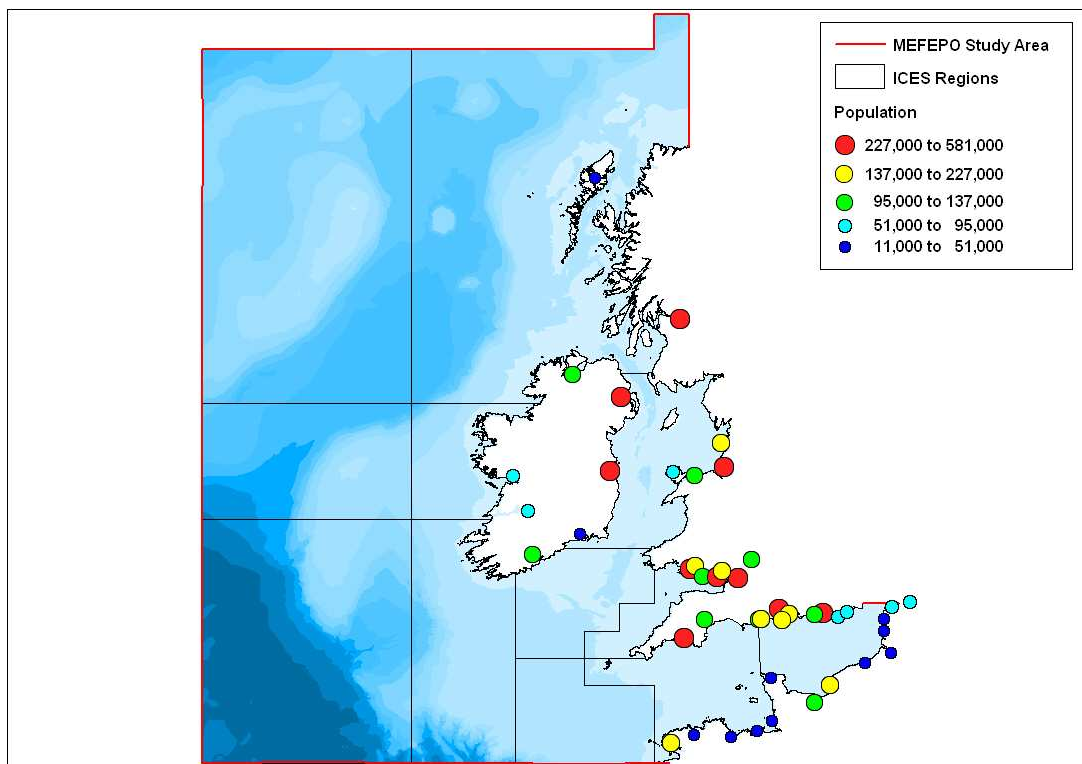 MEFEPO Study Area
ICES Regions
Population
227,000 to 581,000
137,000 to 227,000
95,000 to 137,000
51,000 to 95,000
11,000 to 51,000